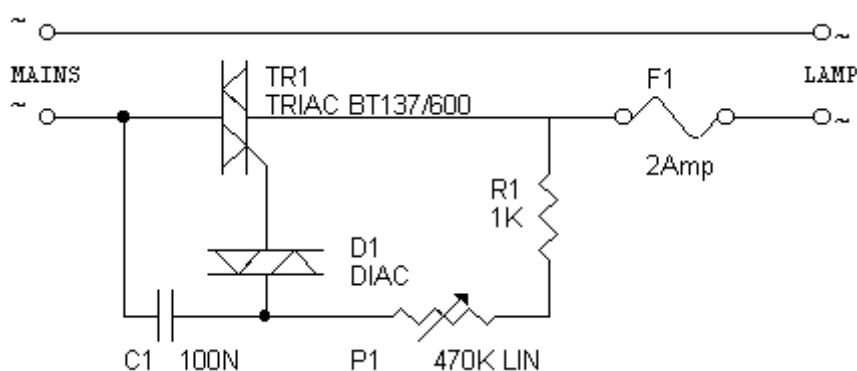 ~
~
MAINS
LAMP
TR1
TRIAC BT137/600
F1
~
~
2Amp
R1
1K
D1
DIAC
C1 100N
P1 470K LIN